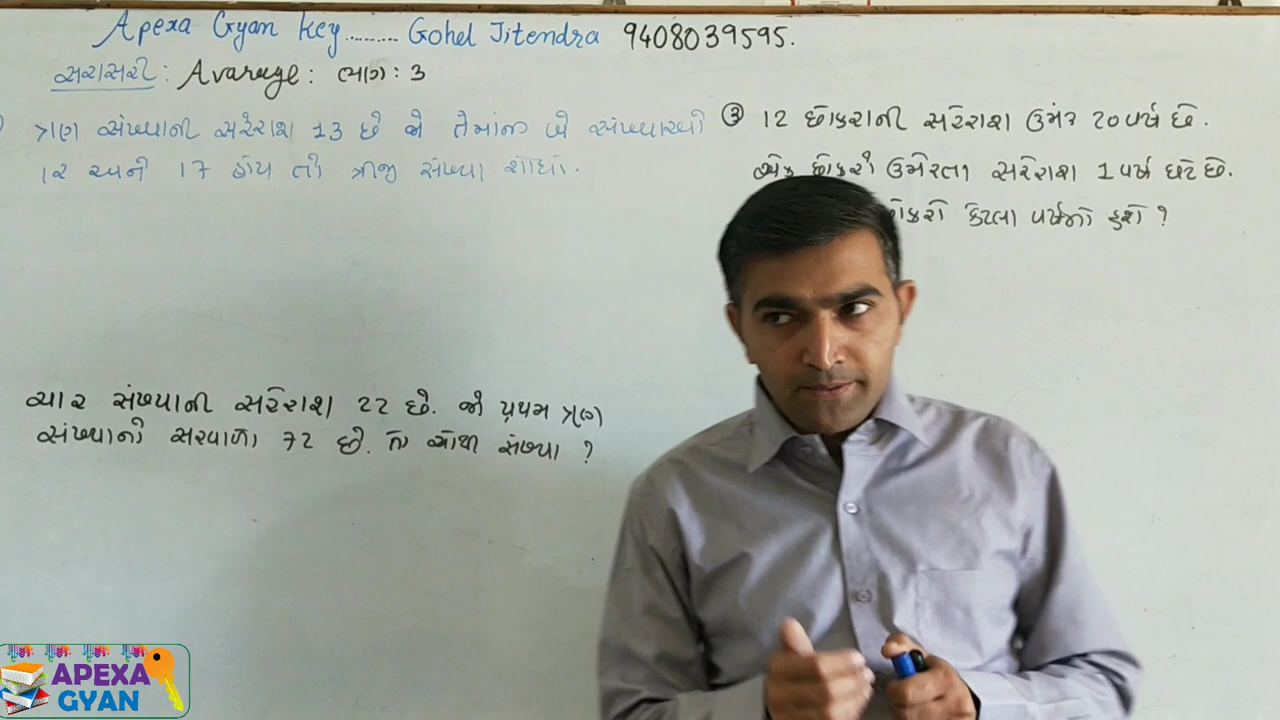 Apexa Gyan Key......... Gohel Jitendra 9408039595.
સરાસરી : Avarage : ભાગ : 3
ત્રણ સંખ્યાની સરેરાશ 13 છે જો તેમાંના બે સંખ્યાઓ
12 અને 17 હોય તો ત્રીજી સંખ્યા શોધો.
ચાર સંખ્યાની સરેરાશ 22 છે. જો પ્રથમ ત્રણ
સંખ્યાનો સરવાળો 72 છે. તો ચોથી સંખ્યા ?
③ 12 છોકરાની સરેરાશ ઉંમર 20 વર્ષ છે.
છોકરો ઉમેરતા સરેરાશ 1 વર્ષ ઘટે છે.
કેટલા વર્ષનો હશે ?
APEXA
GYAN